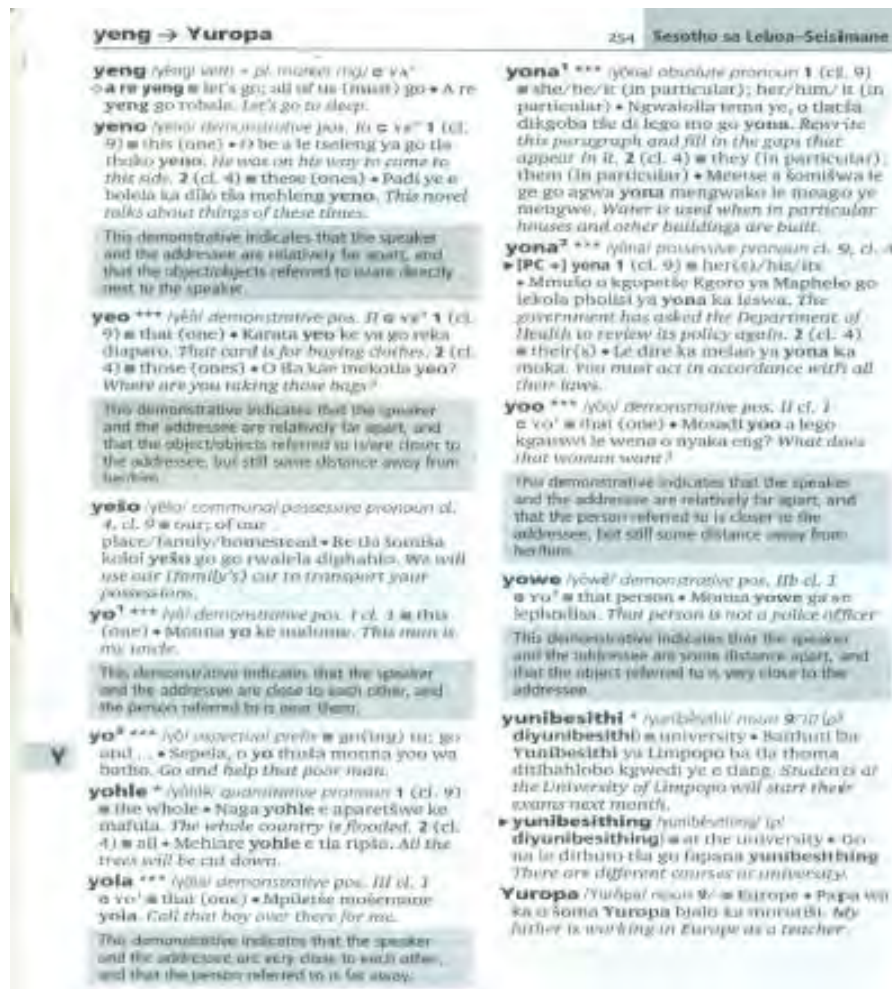 yeng → Yuropa
254 Sesotho sa Leboa–Seisimane
yeng /yêng/ verb + pl. marker /ng/
a re yeng ■ let's go; all of us (must) go • A re
yeng go robala. Let's go to sleep.
yeno demonstrative pos. 1 (cl.
9) ■ this (one) • O be a le tseleng ya go tla
thoko yeno. He was on his way to come to
this side. 2 (cl. 4) ■ these (ones) • Padi ye e
bolela ka dilo tša mehleng yeno. This novel
talks about things of these times.
This demonstrative indicates that the speaker
and the addressee are relatively far apart, and
that the object/objects referred to is/are directly
next to the speaker.
yeo *** demonstrative pos. II 1 (cl.
9) ■ that (one) • Karata yeo ke ya go reka
diaparo. That card is for buying clothes. 2 (cl.
4) ■ those (ones) • O iša kae mekotla yeo?
Where are you taking those bags?
This demonstrative indicates that the speaker
and the addressee are relatively far apart, and
that the object/objects referred to is/are closer to
the addressee, but still some distance away from
her/him.
yešo communal possessive pronoun cl.
4, cl. 9 ■ our; of our
place/family/homestead • Re tla šomiša
koloi yešo go go rwalela diphahlo. We will
use our (family's) car to transport your
possessions.
yo¹ *** demonstrative pos. I cl. 1 ■ this
(one) • Monna yo ke malome. This man is
my uncle.
This demonstrative indicates that the speaker
and the addressee are close to each other, and
the person referred to is near them.
Y
yo² *** aspectual prefix ■ go(ing) to; go
and ... • Sepela, o yo thuša monna yoo wa
batho. Go and help that poor man.
yohle * quantitative pronoun 1 (cl. 9)
■ the whole • Naga yohle e aparetšwe ke
mafula. The whole country is flooded. 2 (cl.
4) ■ all • Mehlare yohle e tla ripša. All the
trees will be cut down.
yola *** demonstrative pos. III cl. 1
■ that (one) • Mpiletše mošemane
yola. Call that boy over there for me.
This demonstrative indicates that the speaker
and the addressee are very close to each other,
and that the person referred to is far away.
yona¹ *** absolute pronoun 1 (cl. 9)
■ she/he/it (in particular); her/him/it (in
particular) • Ngwalolla tema ye, o tlatša
dikgoba tše di lego mo go yona. Rewrite
this paragraph and fill in the gaps that
appear in it. 2 (cl. 4) ■ they (in particular);
them (in particular) • Meetse a šomišwa le
ge go agwa yona mengwako le meago ye
mengwe. Water is used when in particular
houses and other buildings are built.
yona² *** possessive pronoun cl. 9, cl. 4
▸ [PC +] yona 1 (cl. 9) ■ her(s)/his/its
• Mmušo o kgopetše Kgoro ya Maphelo go
lekola pholisi ya yona ka leswa. The
government has asked the Department of
Health to review its policy again. 2 (cl. 4)
■ their(s) • Le dire ka melao ya yona ka
moka. You must act in accordance with all
their laws.
yoo *** demonstrative pos. II cl. 1
■ that (one) • Mosadi yoo a lego
kgauswi le wena o nyaka eng? What does
that woman want?
This demonstrative indicates that the speaker
and the addressee are relatively far apart, and
that the person referred to is closer to the
addressee, but still some distance away from
her/him.
yowe demonstrative pos. IIb cl. 1
■ that person • Monna yowe ga se
lephodisa. That person is not a police officer
This demonstrative indicates that the speaker
and the addressee are some distance apart, and
that the object referred to is very close to the
addressee.
yunibesithi * noun 9/10 (pl
diyunibesithi) ■ university • Baithuti ba
Yunibesithi ya Limpopo ba tla thoma
ditlhahlobo kgwedi ye e tlang. Students at
the University of Limpopo will start their
exams next month.
▸ yunibesithing (pl
diyunibesithing) ■ at the university • Go
na le dithuto tša go fapana yunibesithing
There are different courses at university.
Yuropa noun 9/- ■ Europe • Papa wa
ka o šoma Yuropa bjalo ka morutiši. My
father is working in Europe as a teacher.